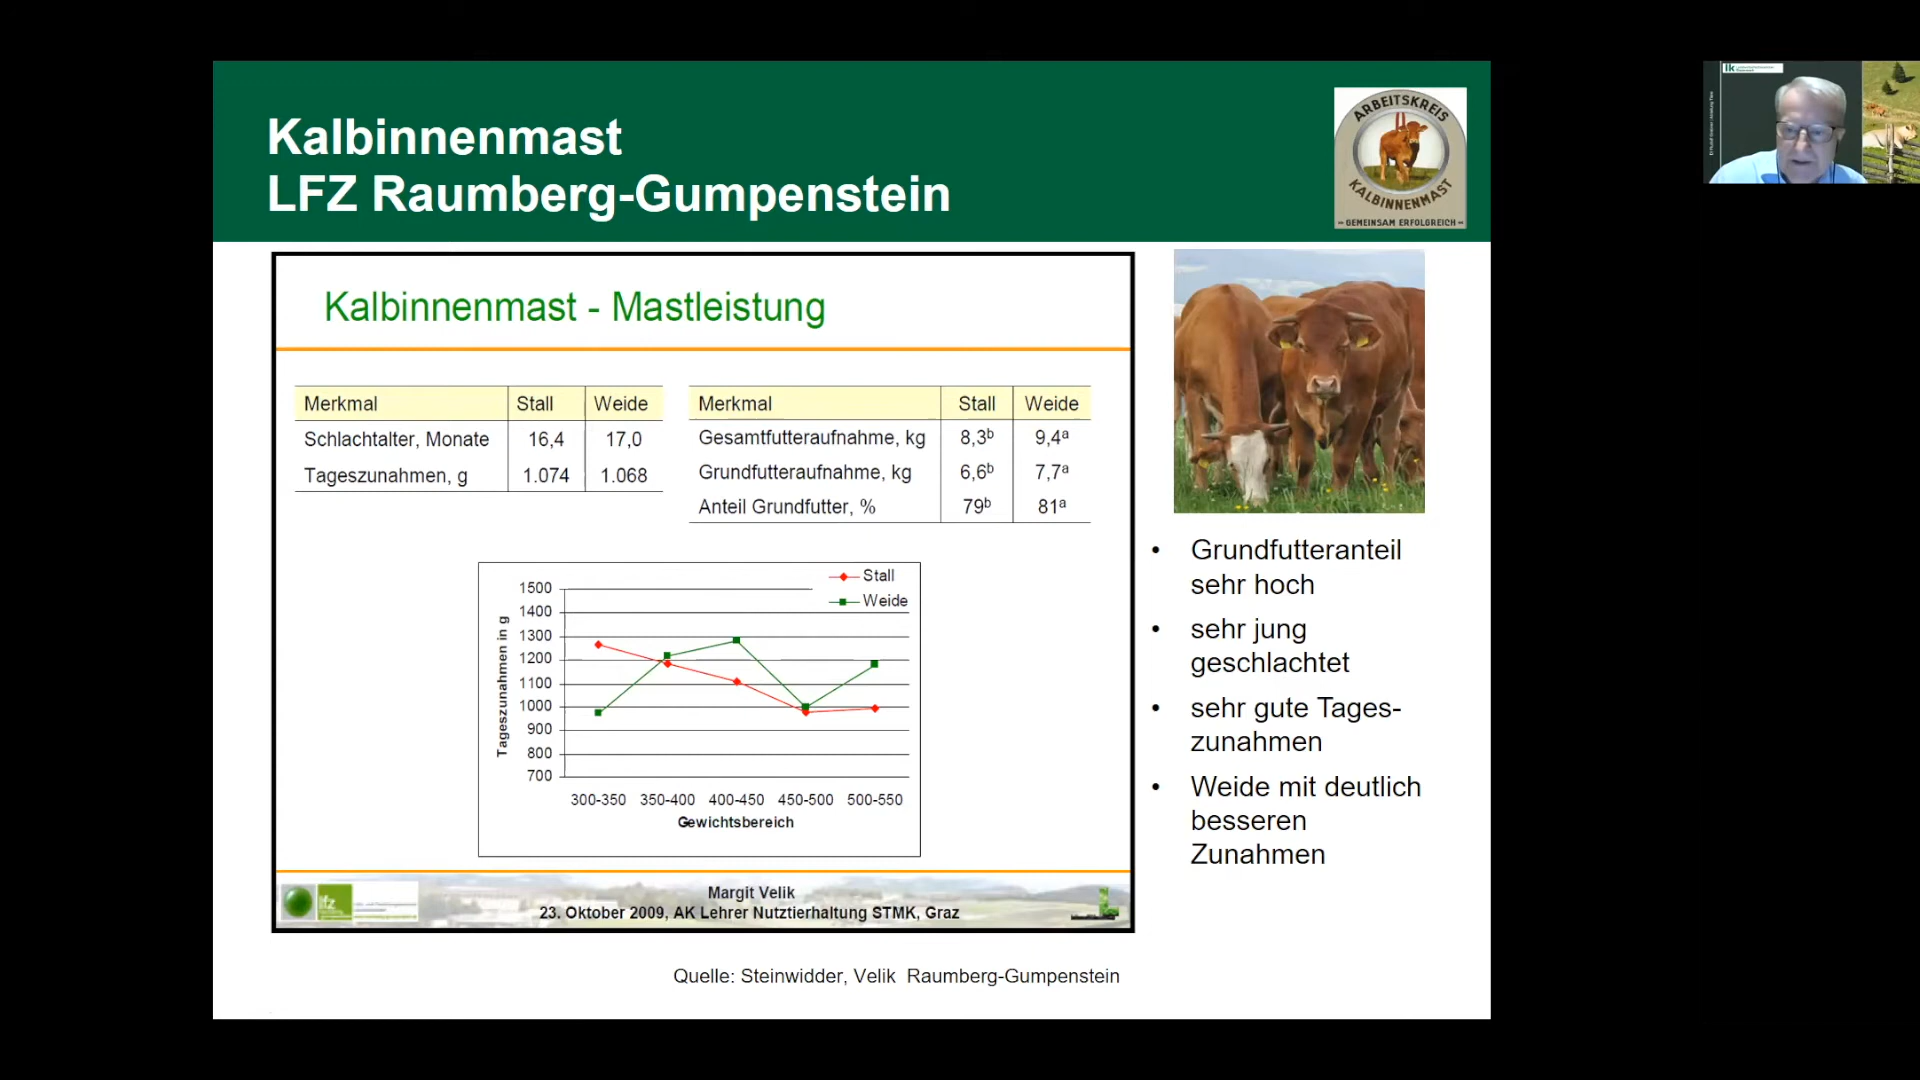 Kalbinnenmast
LFZ Raumberg-Gumpenstein
ARBEITSKREIS
KALBINNENMAST
- GEMEINSAM ERFOLGREICH -
lk
Kalbinnenmast - Mastleistung
Merkmal Stall Weide
Schlachtalter, Monate 16,4 17,0
Tageszunahmen, g 1.074 1.068
Merkmal Stall Weide
Gesamtfutteraufnahme, kg 8,3ᵇ 9,4ᵃ
Grundfutteraufnahme, kg 6,6ᵇ 7,7ᵃ
Anteil Grundfutter, % 79ᵇ 81ᵃ
Stall
Weide
Tageszunahmen in g
1500
1400
1300
1200
1100
1000
900
800
700
300-350 350-400 400-450 450-500 500-550
Gewichtsbereich
lfz
Margit Velik
23. Oktober 2009, AK Lehrer Nutztierhaltung STMK, Graz
• Grundfutteranteil
sehr hoch
• sehr jung
geschlachtet
• sehr gute Tages-
zunahmen
• Weide mit deutlich
besseren
Zunahmen
Quelle: Steinwidder, Velik Raumberg-Gumpenstein